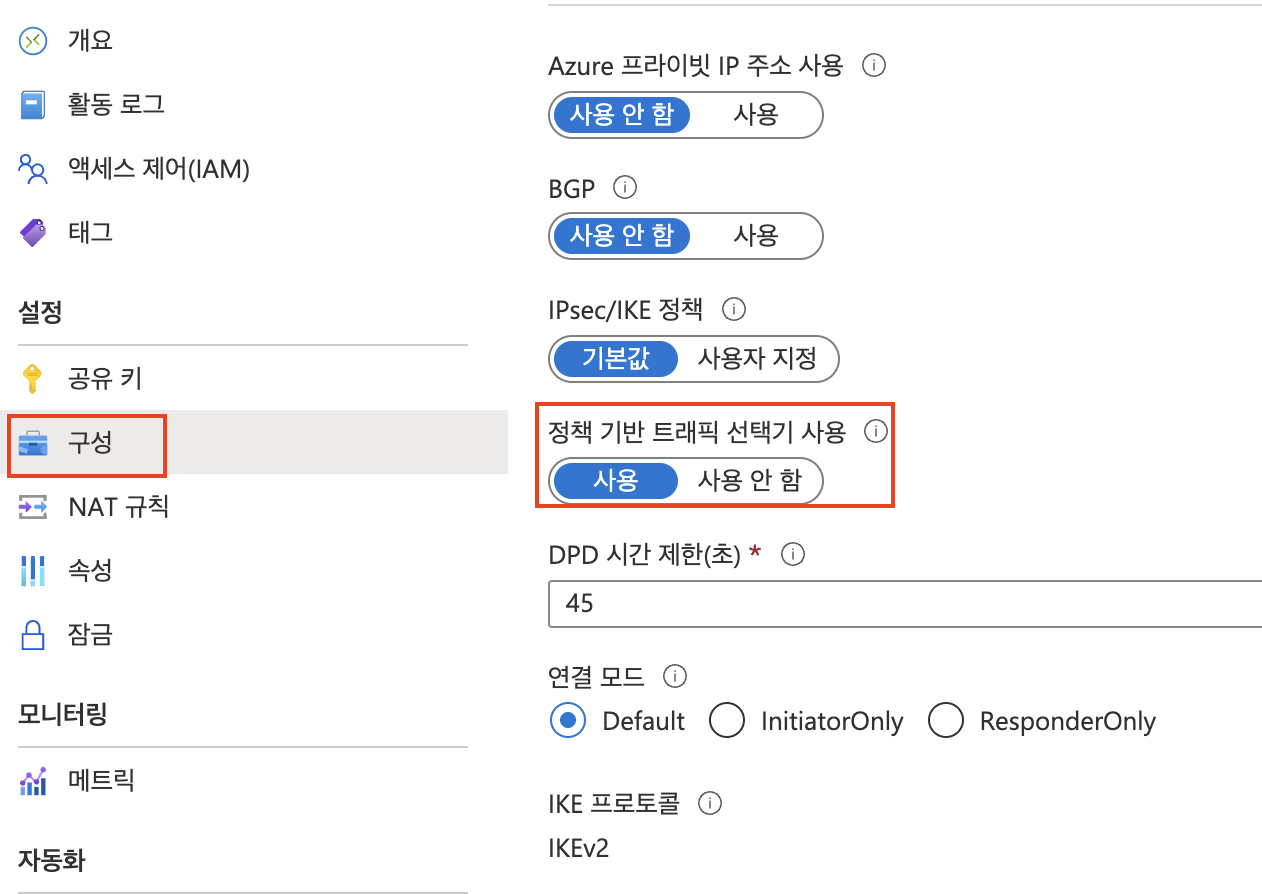 개요
활동 로그
액세스 제어(IAM)
태그
설정
공유 키
구성
NAT 규칙
속성
잠금
모니터링
메트릭
자동화
Azure 프라이빗 IP 주소 사용
사용 안 함 사용
BGP
사용 안 함 사용
IPsec/IKE 정책
기본값 사용자 지정
정책 기반 트래픽 선택기 사용
사용 사용 안 함
DPD 시간 제한(초) *
45
연결 모드
Default InitiatorOnly ResponderOnly
IKE 프로토콜
IKEv2